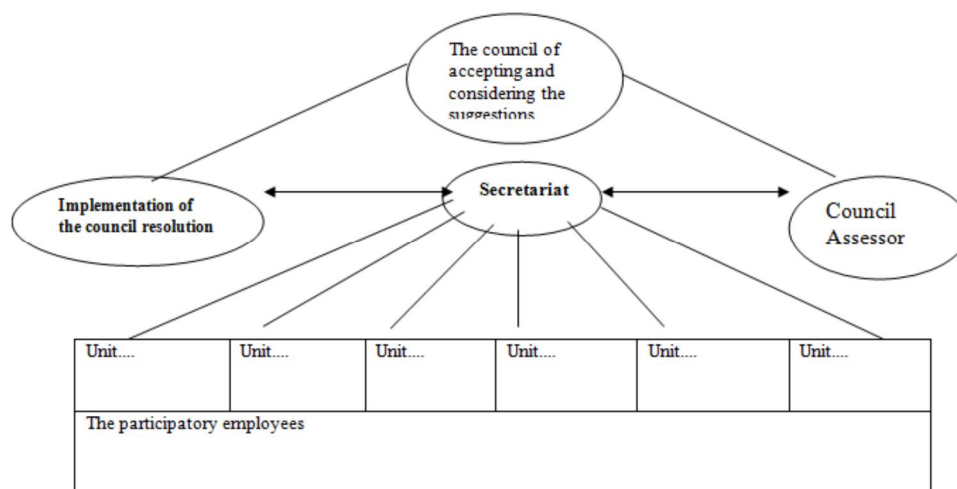 The council of
accepting and
considering the
suggestions
Implementation of
the council resolution
Secretariat
Council
Assessor
Unit....
Unit....
Unit....
Unit....
Unit....
Unit....
The participatory employees